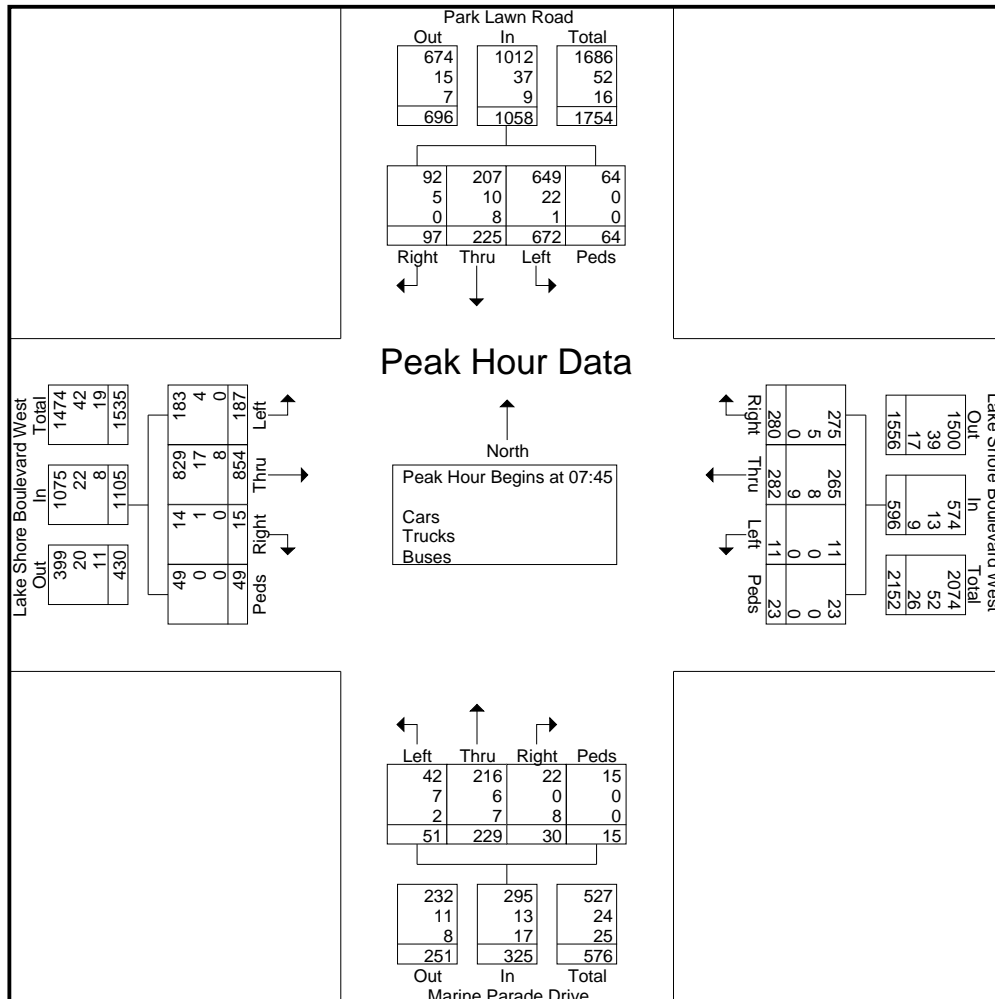 Park Lawn Road
Out In Total
674 1012 1686
15 37 52
7 9 16
696 1058 1754
92 207 649 64
5 10 22 0
0 8 1 0
97 225 672 64
Right Thru Left Peds
Peak Hour Data
North
Peak Hour Begins at 07:45
Cars
Trucks
Buses
Lake Shore Boulevard West
Out In Total
399 1075 1474
20 22 42
11 8 19
430 1105 1535
49 14 829 183
0 1 17 4
0 0 8 0
49 15 854 187
Peds Right Thru Left
Lake Shore Boulevard West
Out In Total
1500 574 2074
39 13 52
17 9 26
1556 596 2152
275 265 11 23
5 8 0 0
0 9 0 0
280 282 11 23
Right Thru Left Peds
Left Thru Right Peds
42 216 22 15
7 6 0 0
2 7 8 0
51 229 30 15
232 295 527
11 13 24
8 17 25
251 325 576
Out In Total
Marine Parade Drive